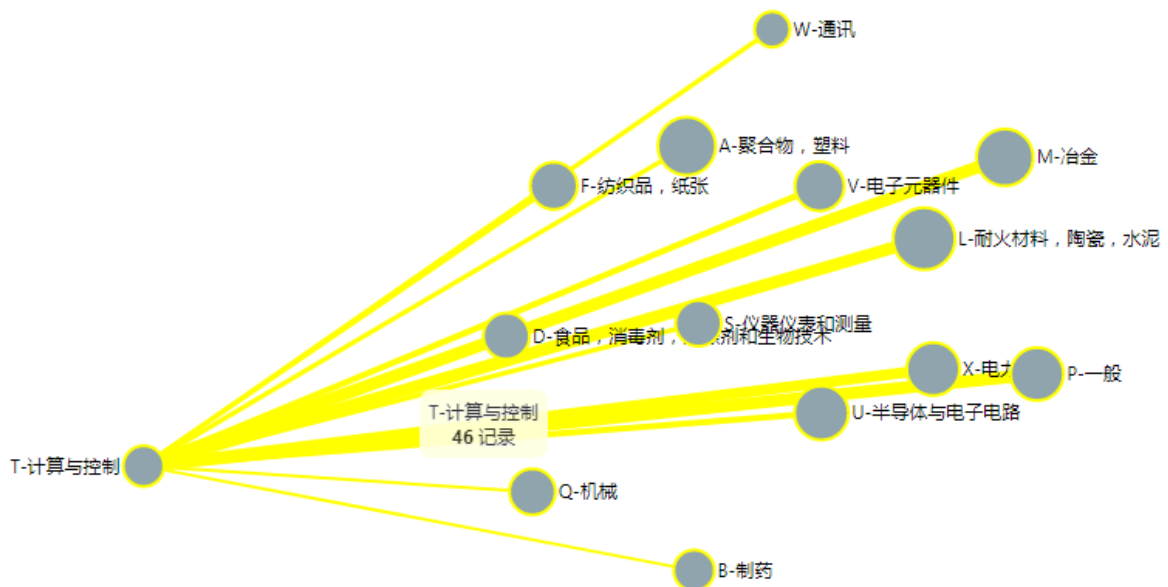 W-通讯
A-聚合物，塑料
M-冶金
F-纺织品，纸张
V-电子元器件
L-耐火材料，陶瓷，水泥
S-仪器仪表和测量
D-食品，消毒剂，
剂和生物技术
X-电力
P-一般
T-计算与控制
46 记录
U-半导体与电子电路
T-计算与控制
Q-机械
B-制药